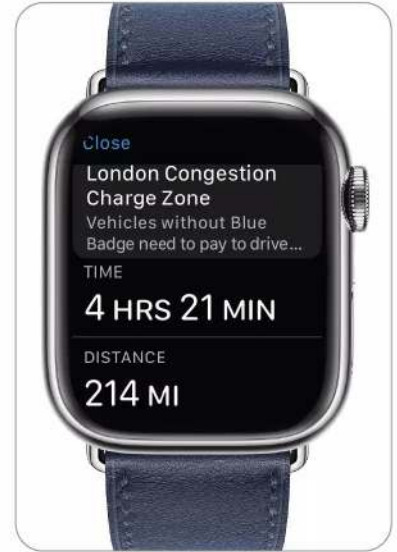 Close
London Congestion
Charge Zone
Vehicles without Blue
Badge need to pay to drive...
TIME
4 HRS 21 MIN
DISTANCE
214 MI